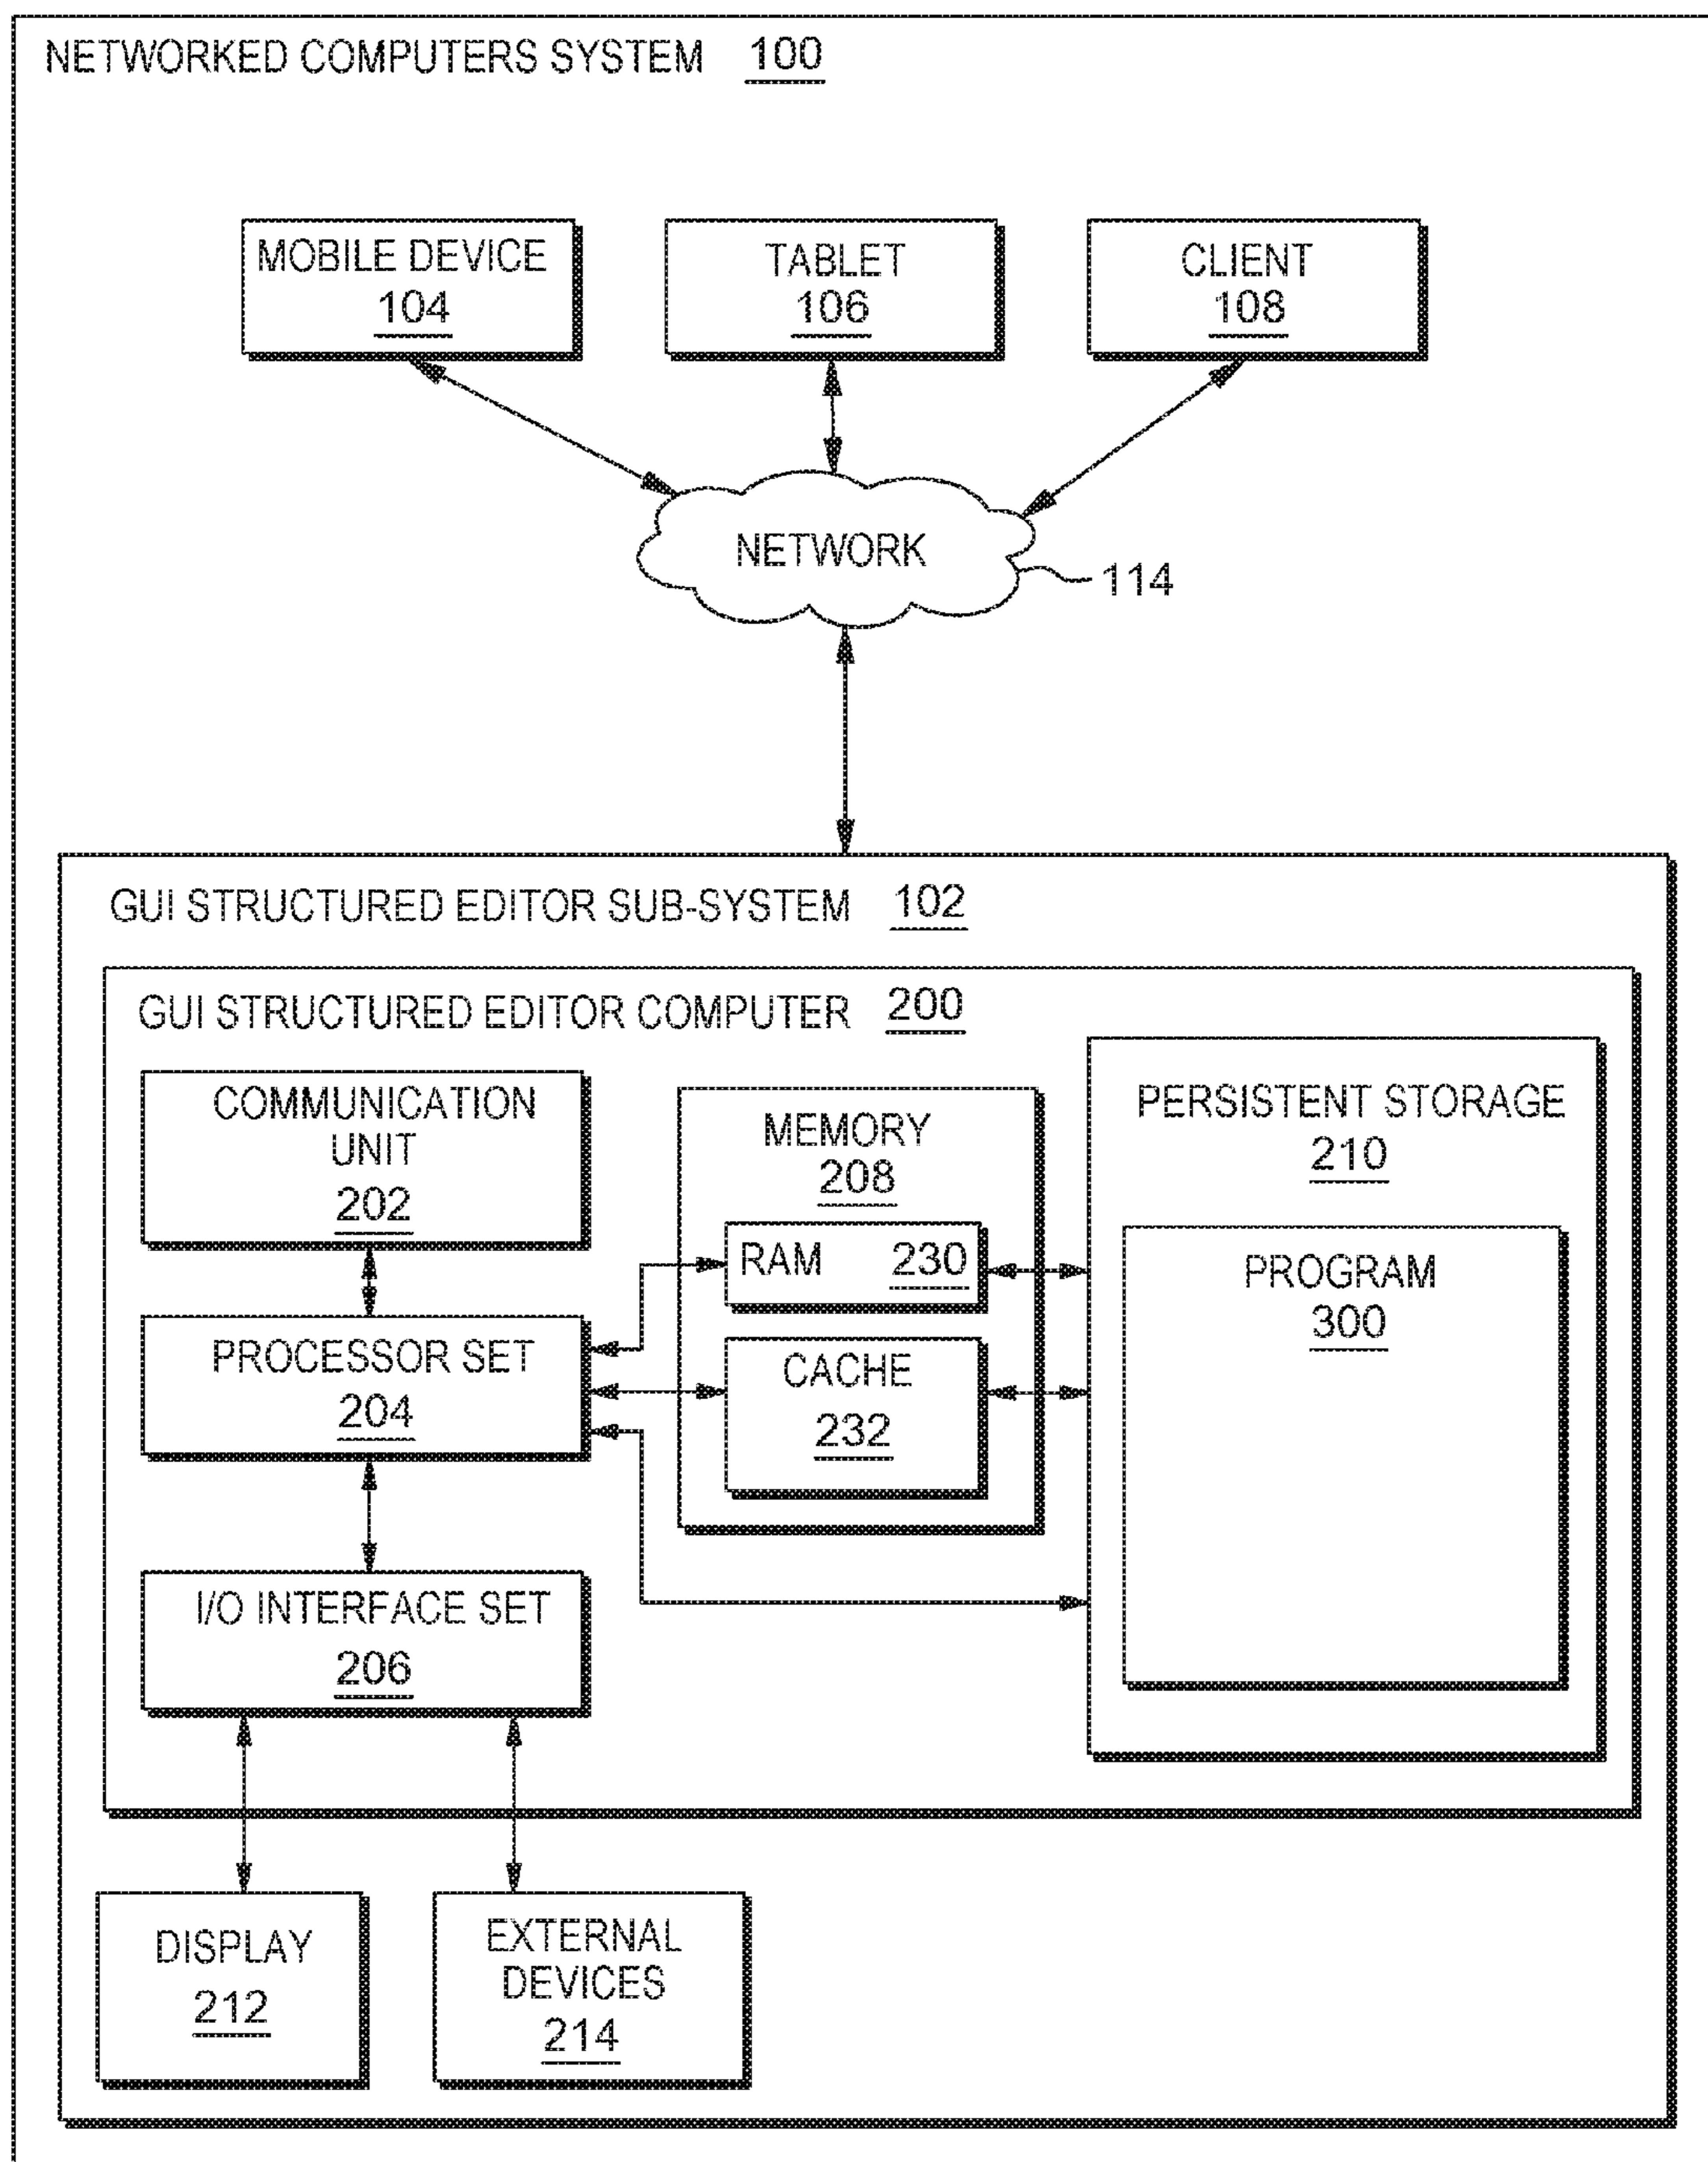 NETWORKED COMPUTERS SYSTEM 100
MOBILE DEVICE
104
TABLET
106
CLIENT
108
NETWORK
114
GUI STRUCTURED EDITOR SUB-SYSTEM 102
GUI STRUCTURED EDITOR COMPUTER 200
COMMUNICATION
UNIT
202
PROCESSOR SET
204
I/O INTERFACE SET
206
MEMORY
208
RAM 230
CACHE
232
PERSISTENT STORAGE
210
PROGRAM
300
DISPLAY
212
EXTERNAL
DEVICES
214